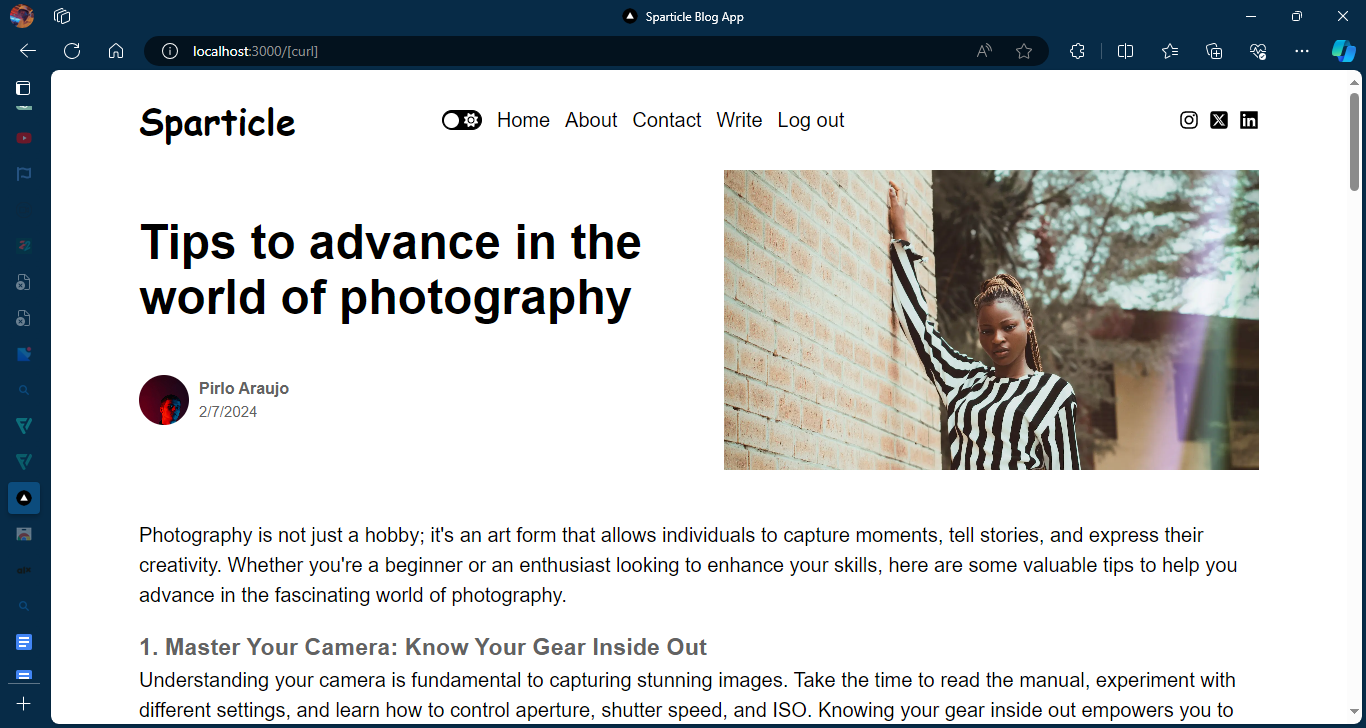 Sparticle Blog App
localhost:3000/[curl]
Sparticle
Home About Contact Write Log out
Tips to advance in the
world of photography
Pirlo Araujo
2/7/2024
Photography is not just a hobby; it's an art form that allows individuals to capture moments, tell stories, and express their
creativity. Whether you're a beginner or an enthusiast looking to enhance your skills, here are some valuable tips to help you
advance in the fascinating world of photography.
1. Master Your Camera: Know Your Gear Inside Out
Understanding your camera is fundamental to capturing stunning images. Take the time to read the manual, experiment with
different settings, and learn how to control aperture, shutter speed, and ISO. Knowing your gear inside out empowers you to